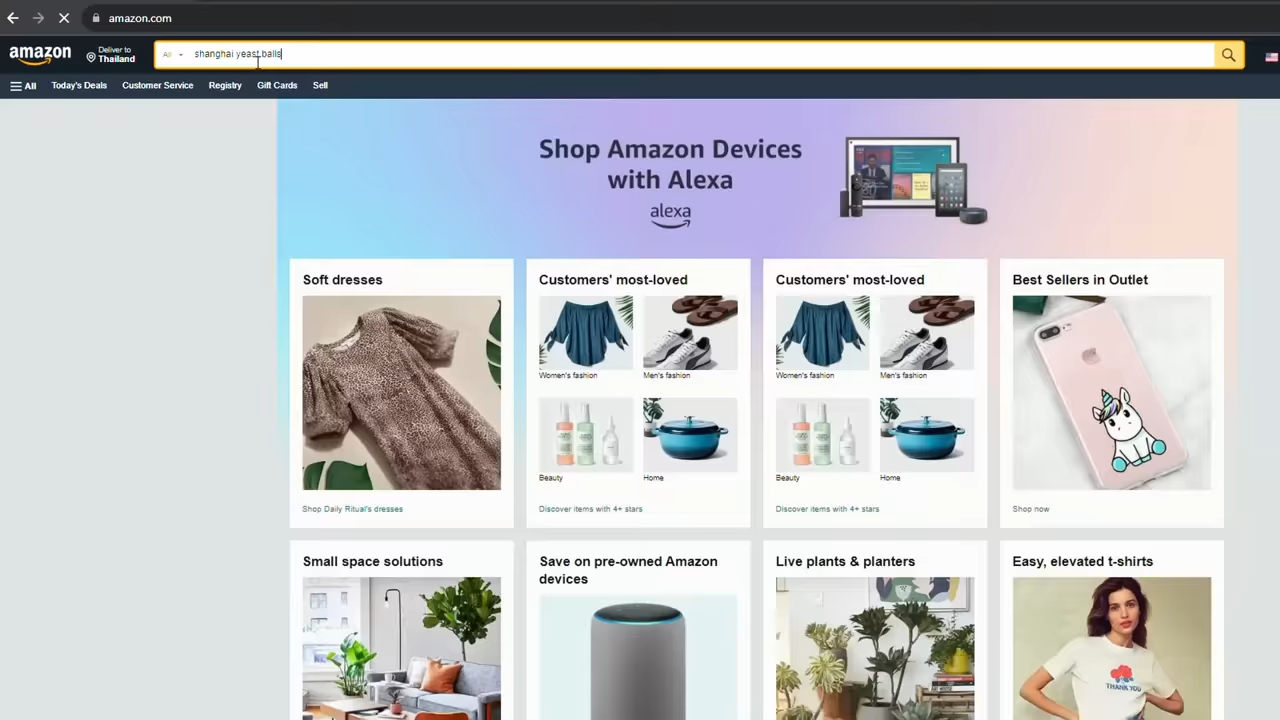 amazon.com
amazon
Deliver to
Thailand
All
shanghai yeast balls
All
Today's Deals
Customer Service
Registry
Gift Cards
Sell
Shop Amazon Devices
with Alexa
alexa
Soft dresses
Shop Daily Ritual's dresses
Customers' most-loved
Women's fashion
Men's fashion
Beauty
Home
Discover items with 4+ stars
Customers' most-loved
Women's fashion
Men's fashion
Beauty
Home
Discover items with 4+ stars
Best Sellers in Outlet
Shop now
Small space solutions
Save on pre-owned Amazon
devices
Live plants & planters
Easy, elevated t-shirts
THANK YOU